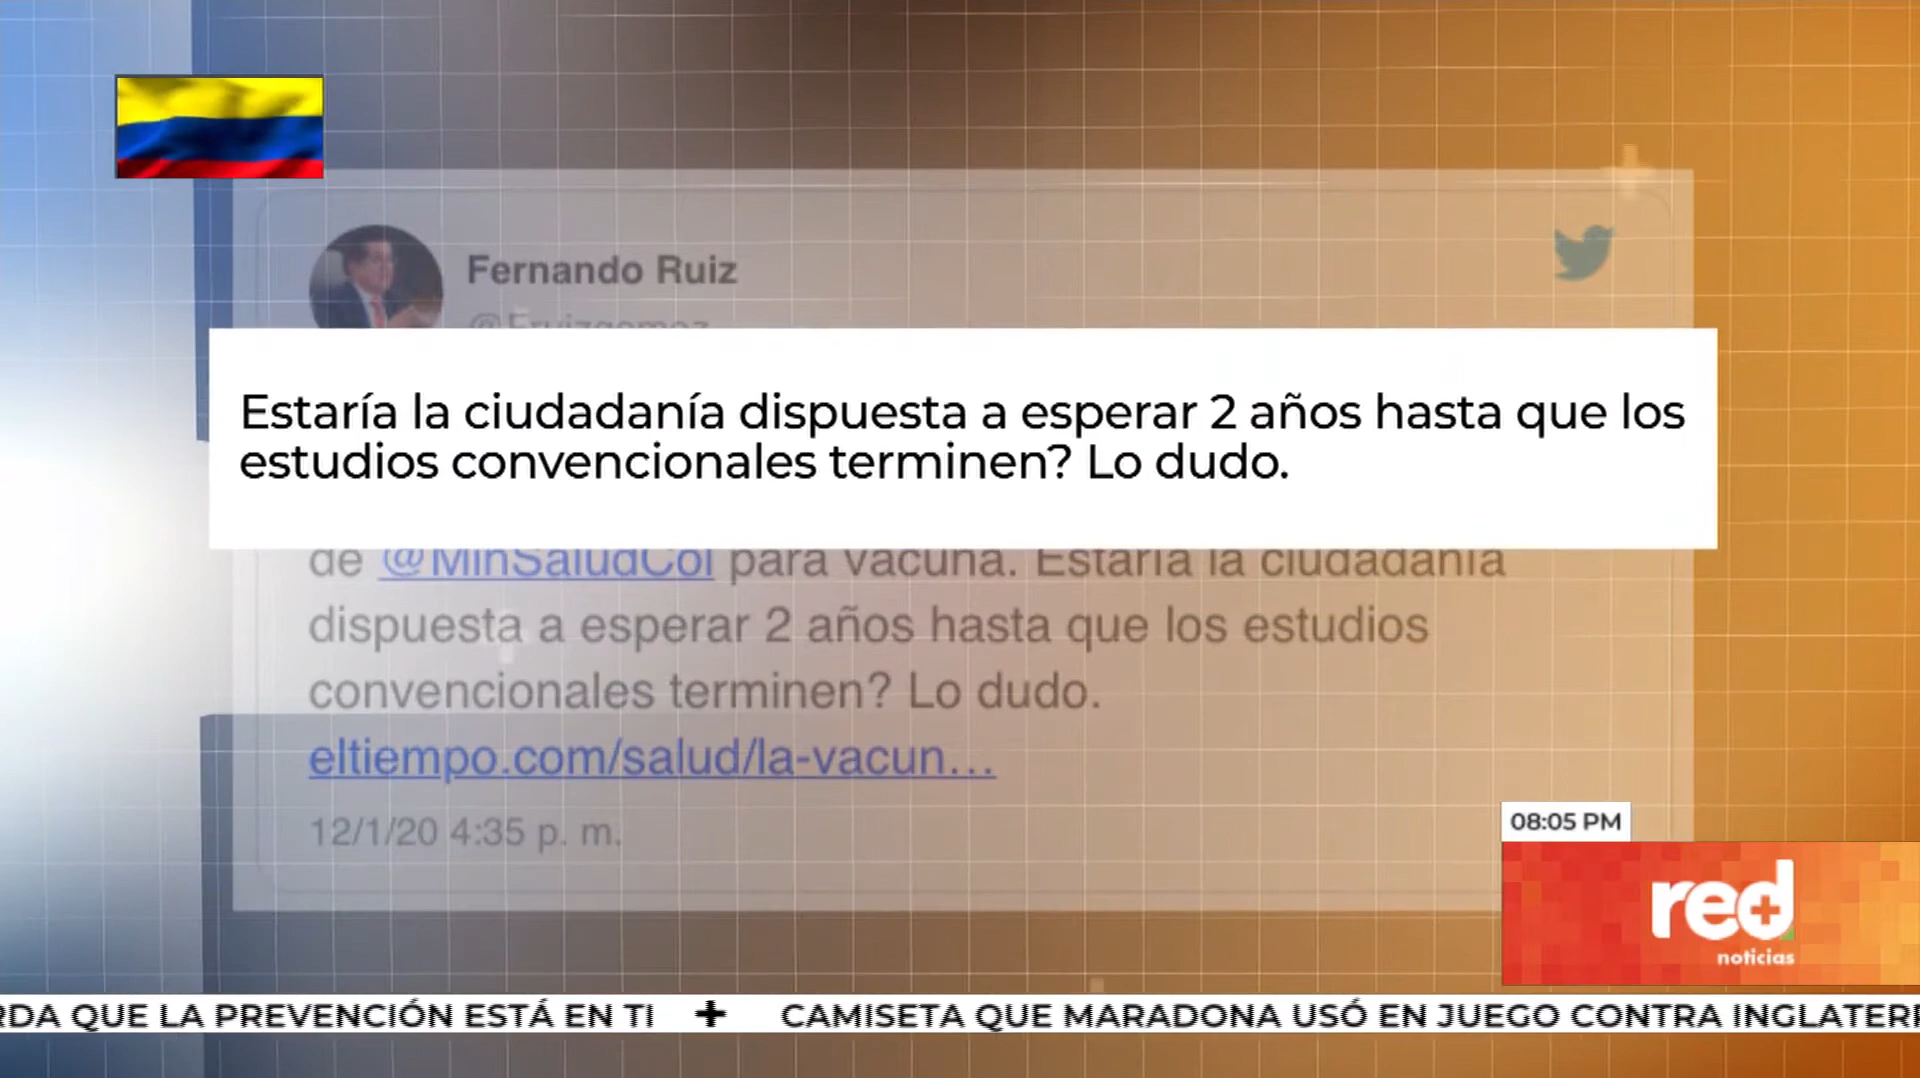 Fernando Ruiz
@Fruizgomez
Estaría la ciudadanía dispuesta a esperar 2 años hasta que los
estudios convencionales terminen? Lo dudo.
de @MinSaludCol para vacuna. Estaría la ciudadanía
dispuesta a esperar 2 años hasta que los estudios
convencionales terminen? Lo dudo.
eltiempo.com/salud/la-vacun...
12/1/20 4:35 p. m.
08:05 PM
red
noticias
RDA QUE LA PREVENCIÓN ESTÁ EN TI + CAMISETA QUE MARADONA USÓ EN JUEGO CONTRA INGLATERR